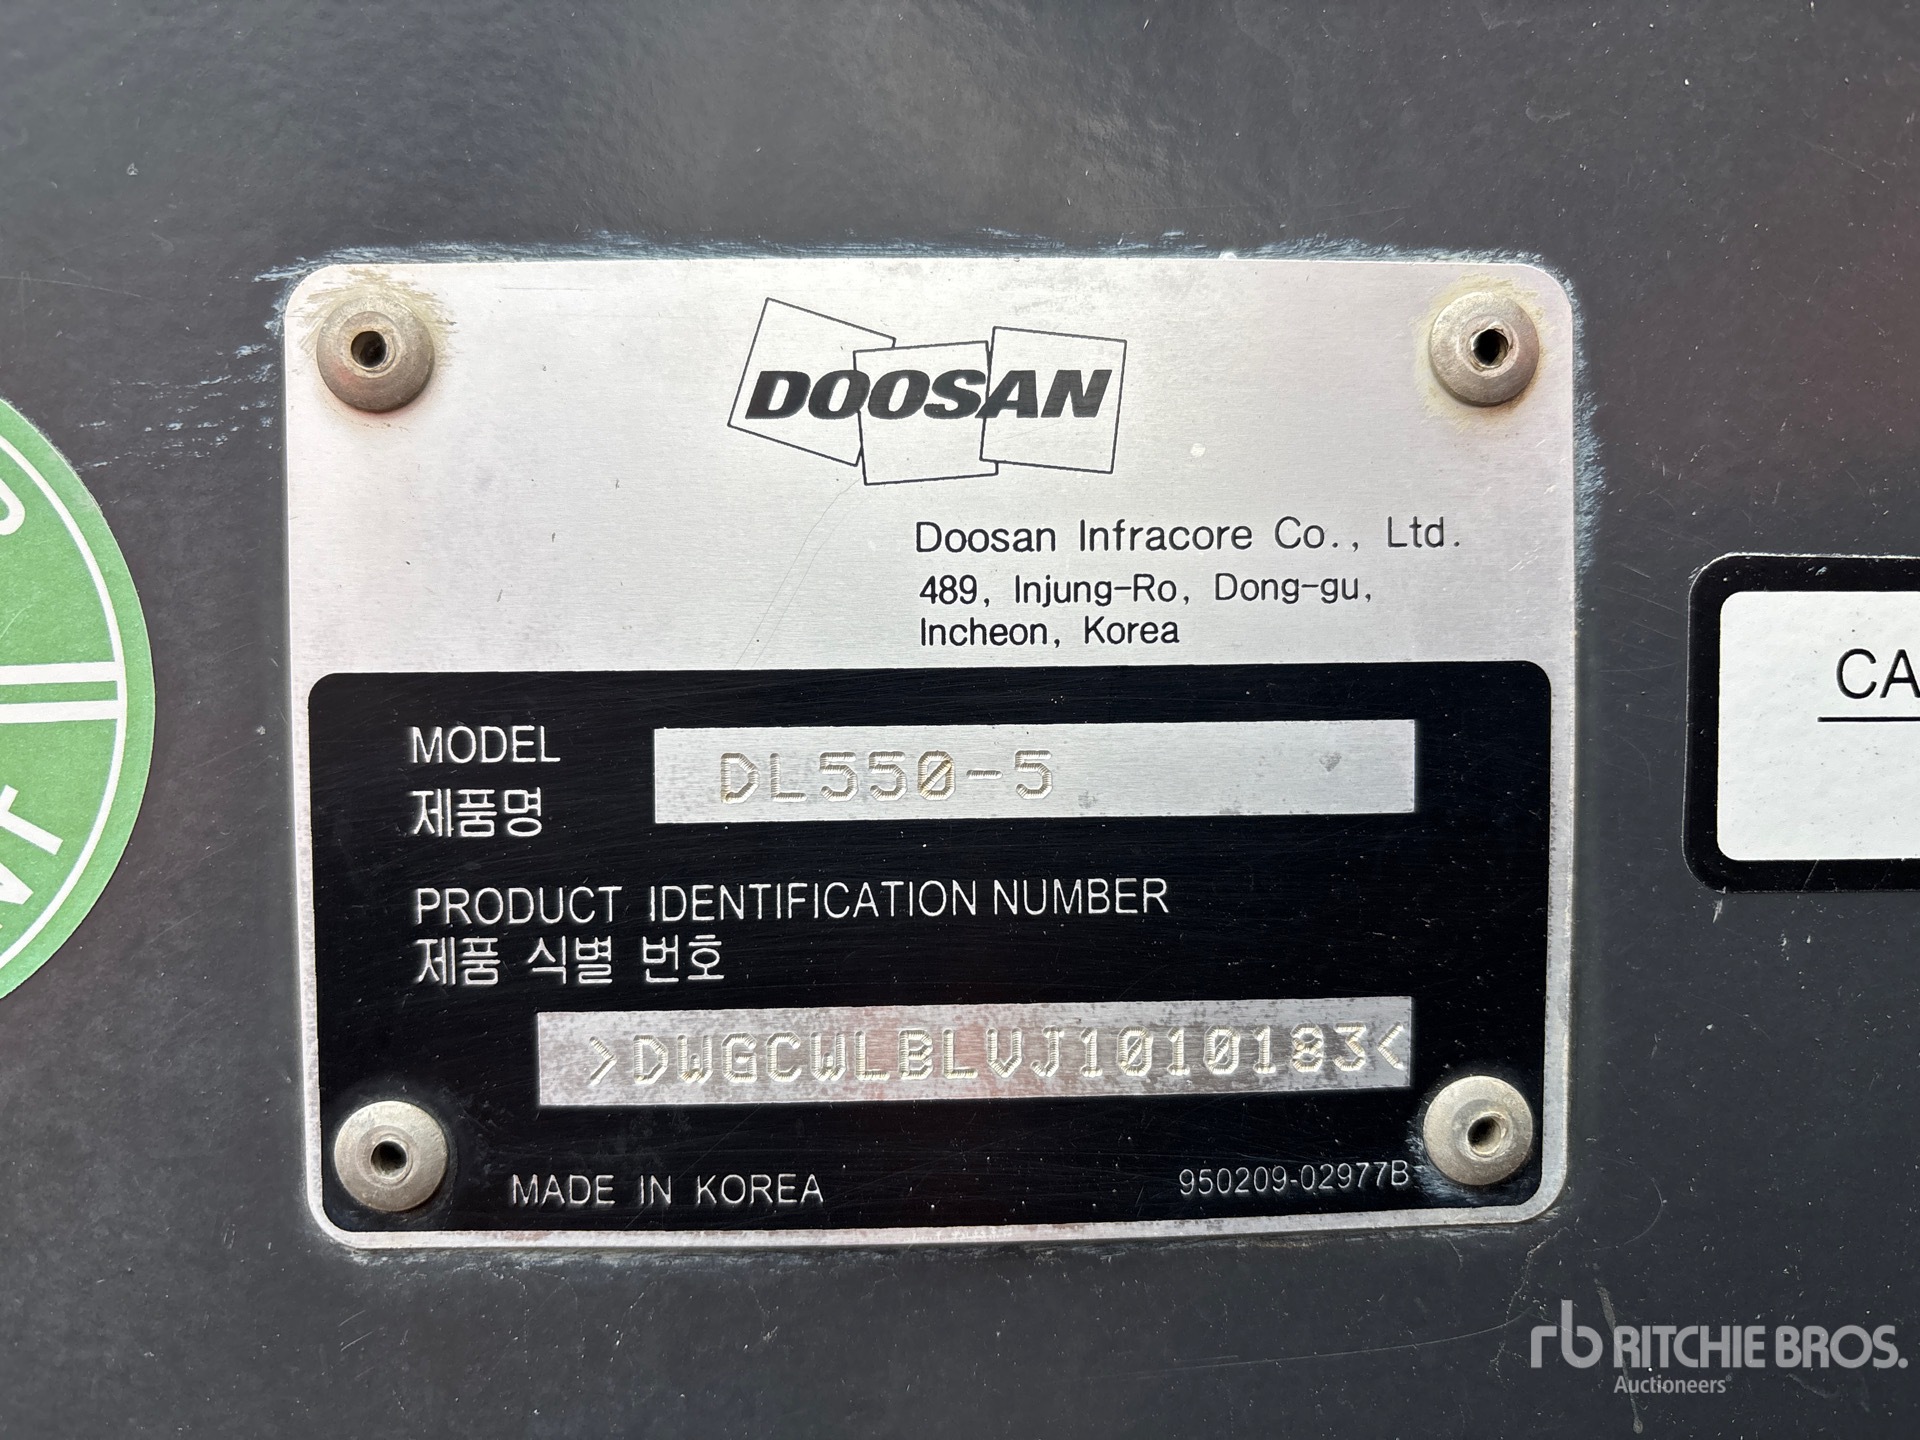 DOOSAN
Doosan Infracore Co., Ltd.
489, Injung-Ro, Dong-gu,
Incheon, Korea
MODEL DL550-5
제품명
PRODUCT IDENTIFICATION NUMBER
제품 식별 번호
>DWGCWLBLVJ1010183<
MADE IN KOREA 950209-02977B
CA
rb RITCHIE BROS.
Auctioneers